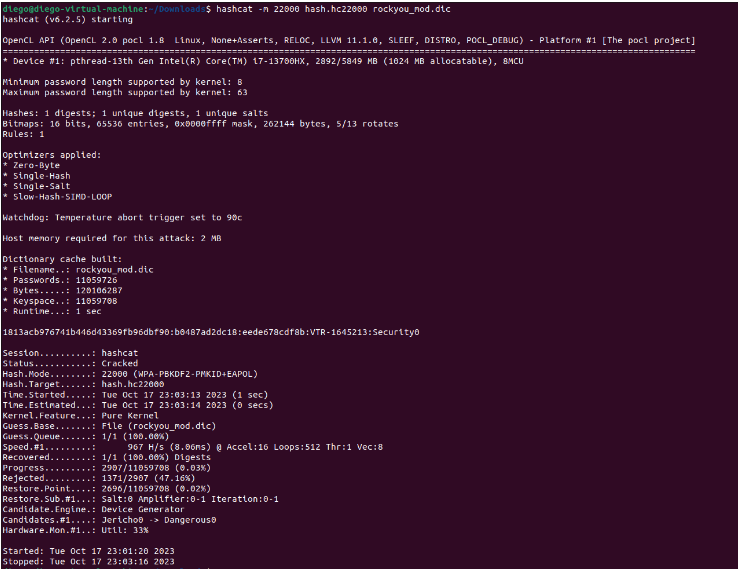 diego@diego-virtual-machine:~/Downloads$ hashcat -m 22000 hash.hc22000 rockyou_mod.dic
hashcat (v6.2.5) starting
OpenCL API (OpenCL 2.0 pocl 1.8  Linux, None+Asserts, RELOC, LLVM 11.1.0, SLEEF, DISTRO, POCL_DEBUG) - Platform #1 [The pocl project]
=====================================================================================================================================
* Device #1: pthread-13th Gen Intel(R) Core(TM) i7-13700HX, 2892/5849 MB (1024 MB allocatable), 8MCU
Minimum password length supported by kernel: 8
Maximum password length supported by kernel: 63
Hashes: 1 digests; 1 unique digests, 1 unique salts
Bitmaps: 16 bits, 65536 entries, 0x0000ffff mask, 262144 bytes, 5/13 rotates
Rules: 1
Optimizers applied:
* Zero-Byte
* Single-Hash
* Single-Salt
* Slow-Hash-SIMD-LOOP
Watchdog: Temperature abort trigger set to 90c
Host memory required for this attack: 2 MB
Dictionary cache built:
* Filename..: rockyou_mod.dic
* Passwords.: 11059726
* Bytes.....: 120106287
* Keyspace..: 11059708
* Runtime...: 1 sec
1813acb976741b446d43369fb96dbf90:b0487ad2dc18:eede678cdf8b:VTR-1645213:Security0
Session..........: hashcat
Status...........: Cracked
Hash.Mode........: 22000 (WPA-PBKDF2-PMKID+EAPOL)
Hash.Target......: hash.hc22000
Time.Started.....: Tue Oct 17 23:03:13 2023 (1 sec)
Time.Estimated...: Tue Oct 17 23:03:14 2023 (0 secs)
Kernel.Feature...: Pure Kernel
Guess.Base.......: File (rockyou_mod.dic)
Guess.Queue......: 1/1 (100.00%)
Speed.#1.........:      967 H/s (8.06ms) @ Accel:16 Loops:512 Thr:1 Vec:8
Recovered........: 1/1 (100.00%) Digests
Progress.........: 2907/11059708 (0.03%)
Rejected.........: 1371/2907 (47.16%)
Restore.Point....: 2696/11059708 (0.02%)
Restore.Sub.#1...: Salt:0 Amplifier:0-1 Iteration:0-1
Candidate.Engine.: Device Generator
Candidates.#1....: Jericho0 -> Dangerous0
Hardware.Mon.#1..: Util: 33%
Started: Tue Oct 17 23:01:20 2023
Stopped: Tue Oct 17 23:03:16 2023